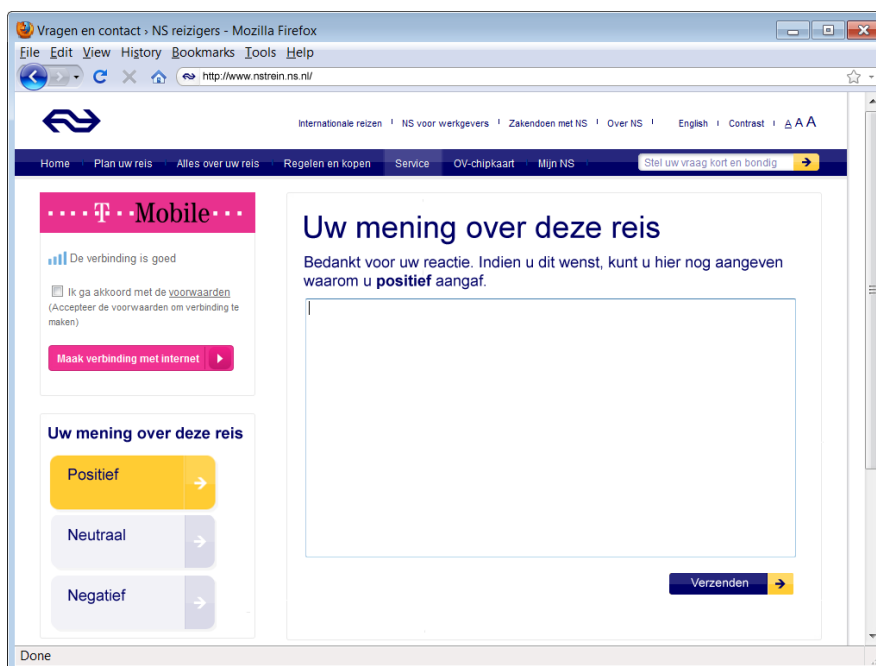 Vragen en contact › NS reizigers - Mozilla Firefox
File Edit View History Bookmarks Tools Help
http://www.nstrein.ns.nl/
Internationale reizen NS voor werkgevers Zakendoen met NS Over NS English Contrast A A A
Home Plan uw reis Alles over uw reis Regelen en kopen Service OV-chipkaart Mijn NS Stel uw vraag kort en bondig
····T··Mobile···
De verbinding is goed
Ik ga akkoord met de voorwaarden
(Accepteer de voorwaarden om verbinding te
maken)
Maak verbinding met internet
Uw mening over deze reis
Positief
Neutraal
Negatief
Uw mening over deze reis
Bedankt voor uw reactie. Indien u dit wenst, kunt u hier nog aangeven
waarom u positief aangaf.
Verzenden
Done